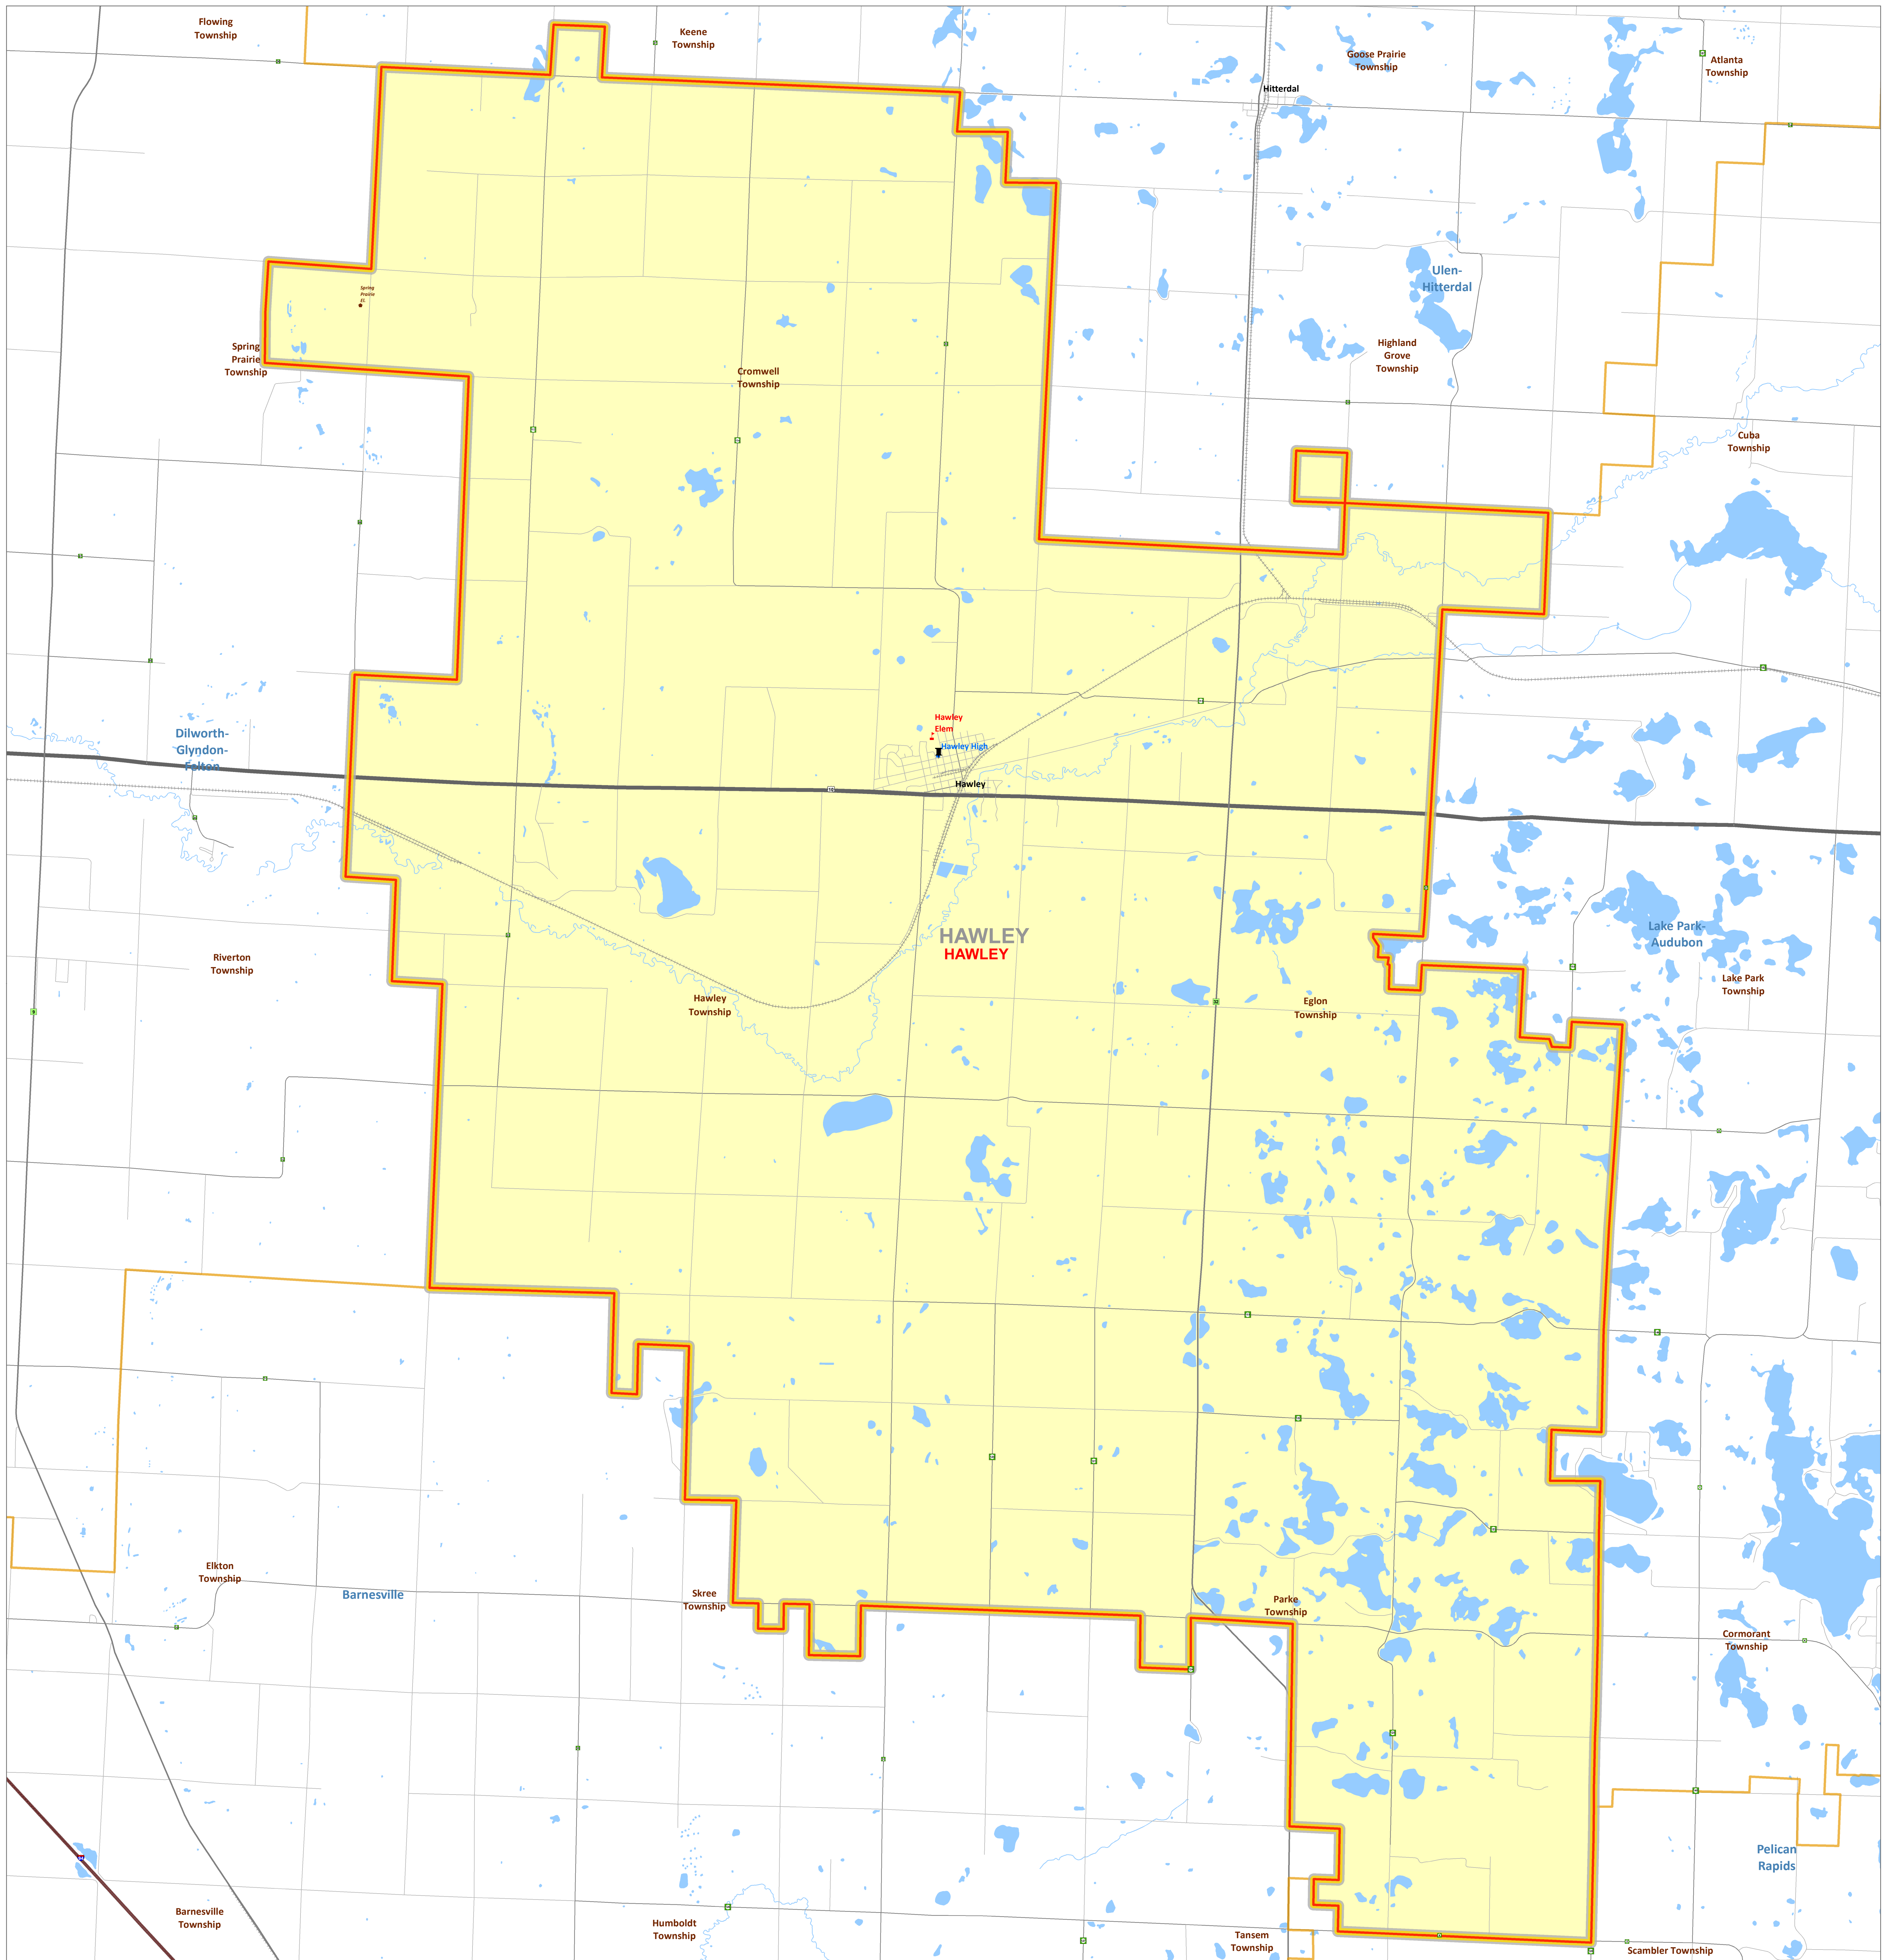 Flowing
Township
Keene
Township
Goose Prairie
Township
Atlanta
Township
Hitterdal
Ulen-
Hitterdal
Spring
Prairie
EL
Spring
Prairie
Township
Cromwell
Township
Highland
Grove
Township
Cuba
Township
Dilworth-
Glyndon-
Felton
Hawley
Elem
Hawley High
Hawley
HAWLEY
HAWLEY
Lake Park-
Audubon
Riverton
Township
Hawley
Township
Eglon
Township
Lake Park
Township
Elkton
Township
Barnesville
Skree
Township
Parke
Township
Cormorant
Township
Pelican
Rapids
Barnesville
Township
Humboldt
Township
Tansem
Township
Scambler Township